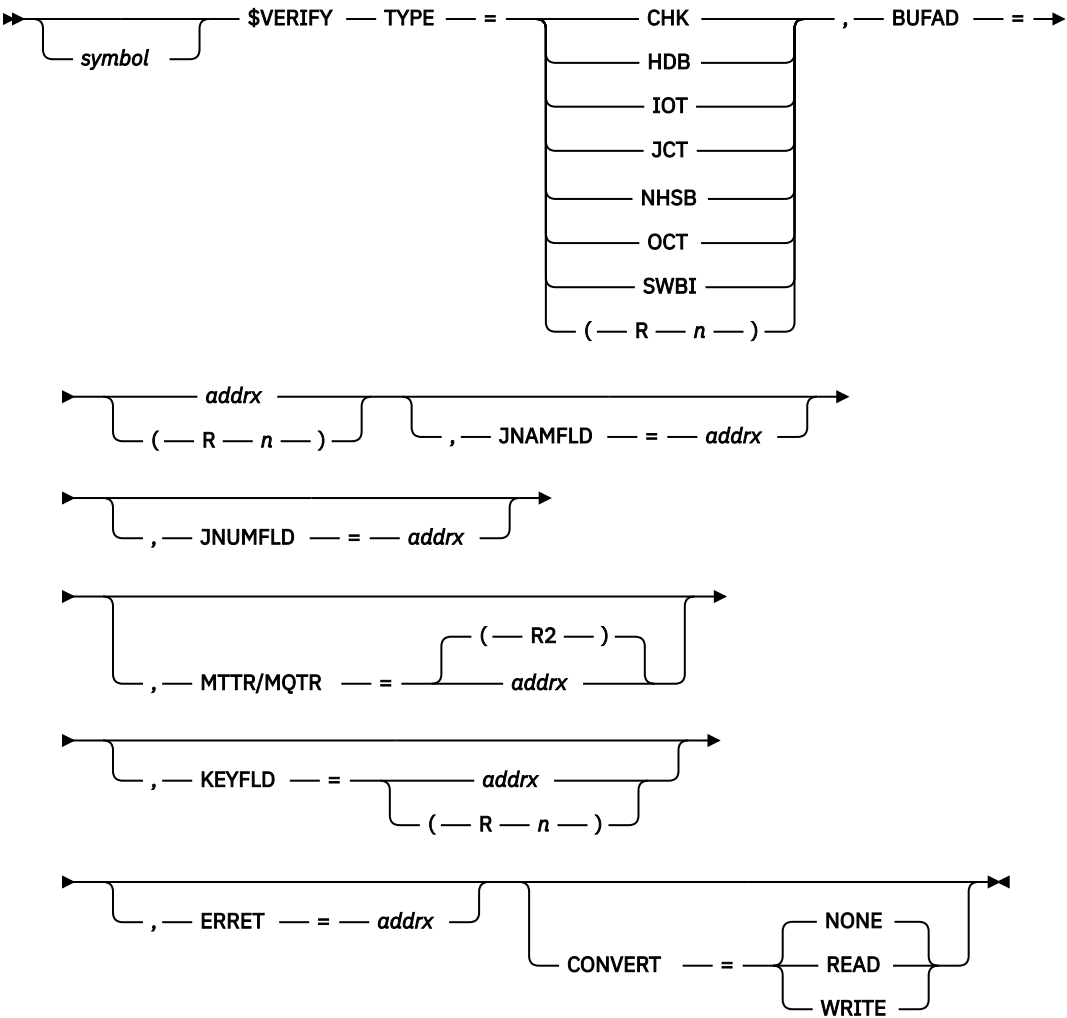 $VERIFY TYPE = CHK , BUFAD =
symbol
HDB
IOT
JCT
NHSB
OCT
SWBI
( R n )
addrx
( R n ) , JNAMFLD = addrx
, JNUMFLD = addrx
( R2 )
, MTTR/MQTR = addrx
, KEYFLD = addrx
( R n )
, ERRET = addrx NONE
CONVERT = READ
WRITE